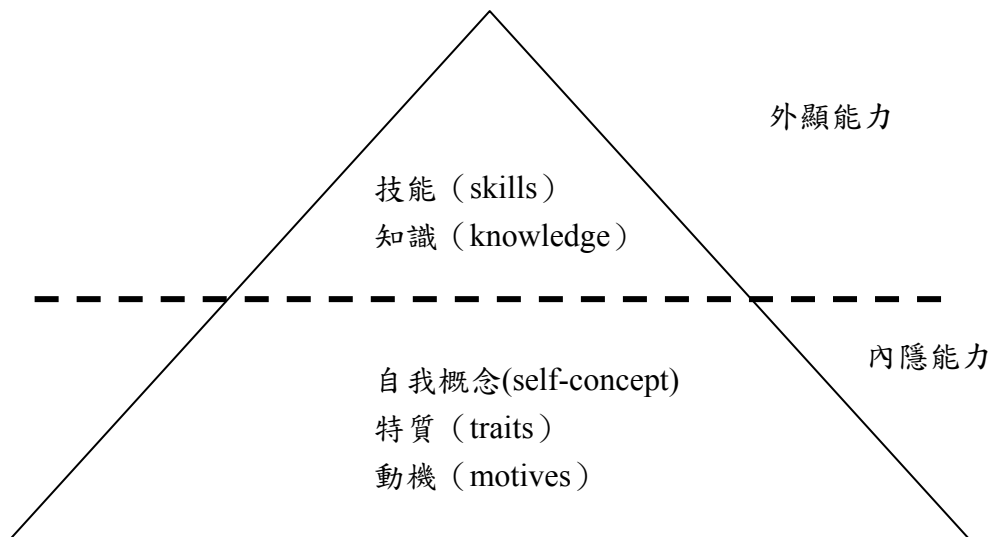 外顯能力
技能（skills）
知識（knowledge）
內隱能力
自我概念(self-concept)
特質（traits）
動機（motives）